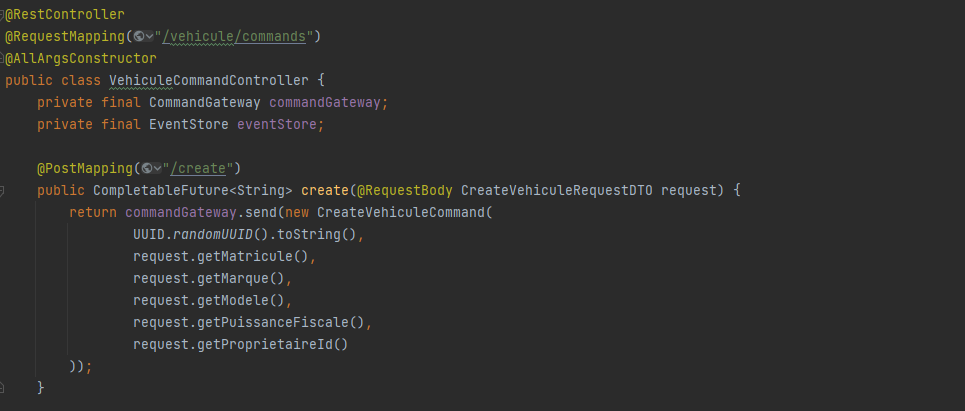 @RestController
@RequestMapping("/vehicule/commands")
@AllArgsConstructor
public class VehiculeCommandController {
    private final CommandGateway commandGateway;
    private final EventStore eventStore;
    @PostMapping("/create")
    public CompletableFuture<String> create(@RequestBody CreateVehiculeRequestDTO request) {
        return commandGateway.send(new CreateVehiculeCommand(
                UUID.randomUUID().toString(),
                request.getMatricule(),
                request.getMarque(),
                request.getModele(),
                request.getPuissanceFiscale(),
                request.getProprietaireId()
        ));
    }